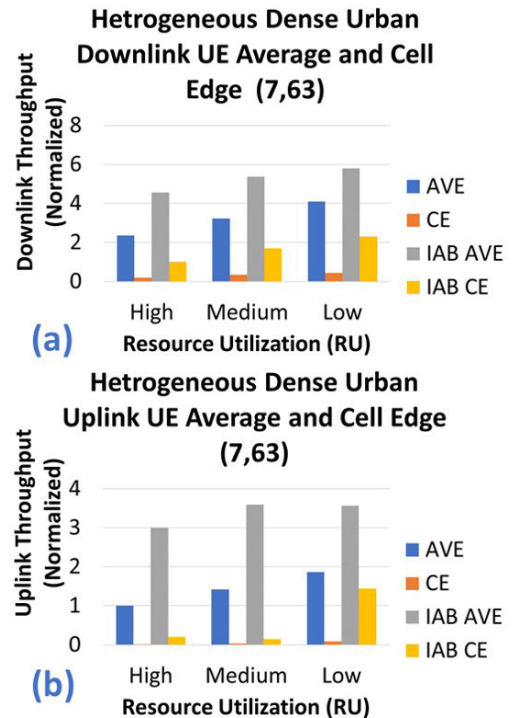 Hetrogeneous Dense Urban
Downlink UE Average and Cell
Edge (7,63)
Downlink Throughput
(Normalized)
8
6
4
2
0
High Medium Low
Resource Utilization (RU)
AVE
CE
IAB AVE
IAB CE
(a)
Hetrogeneous Dense Urban
Uplink UE Average and Cell Edge
(7,63)
Uplink Throughput
(Normalized)
4
3
2
1
0
High Medium Low
Resource Utilization (RU)
AVE
CE
IAB AVE
IAB CE
(b)